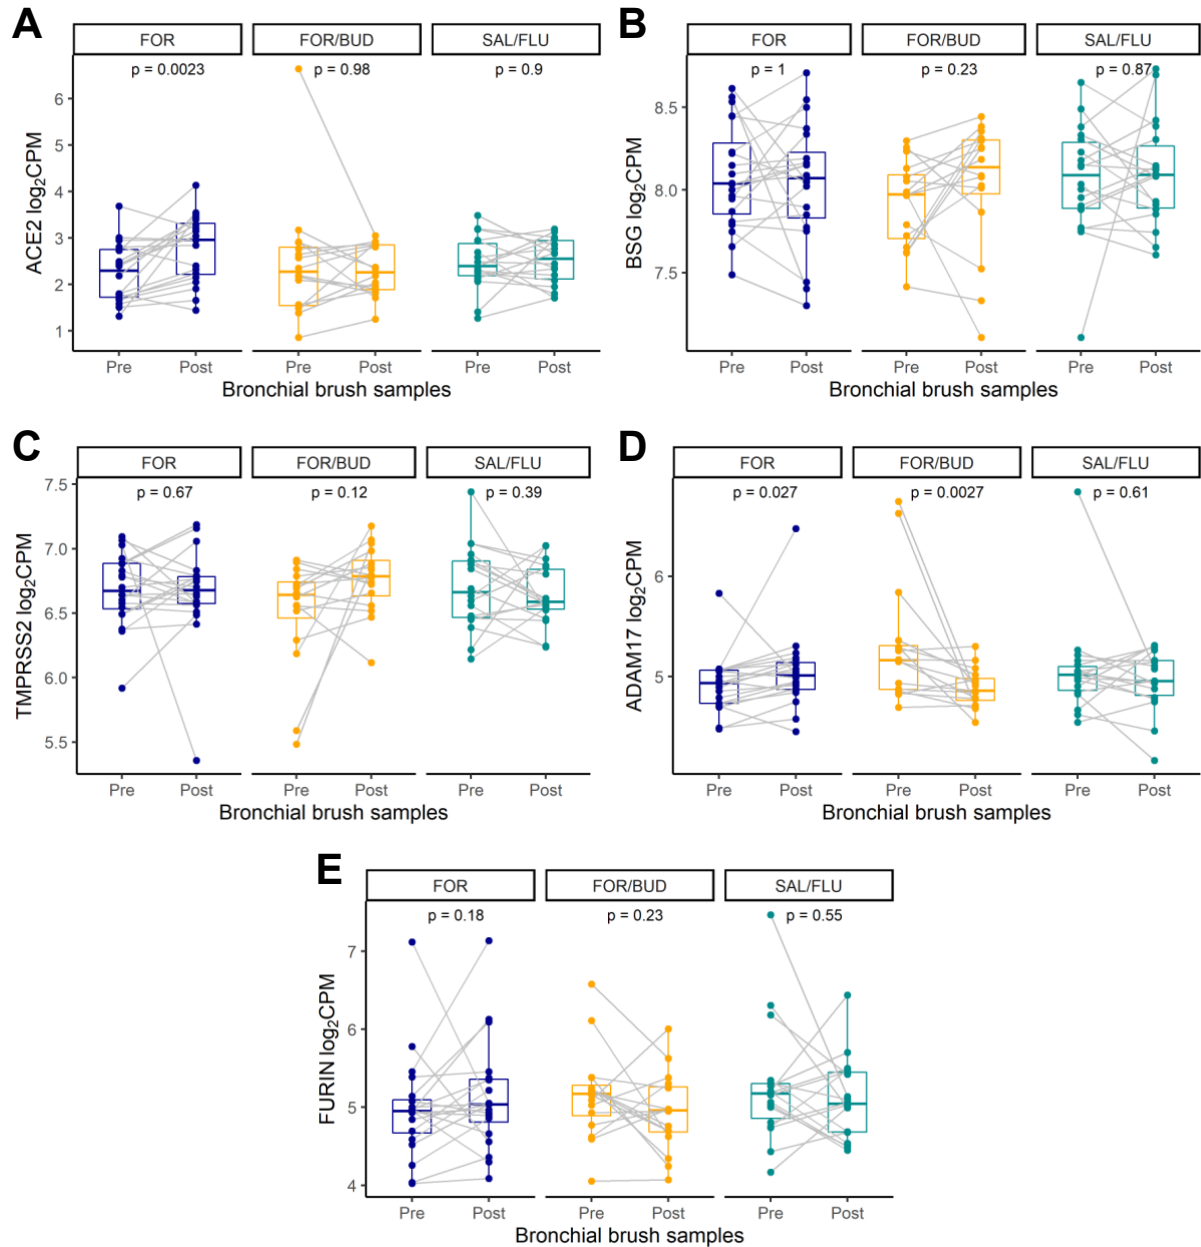 A
FOR FOR/BUD SAL/FLU
p = 0.0023 p = 0.98 p = 0.9
ACE2 log2CPM
6
5
4
3
2
1
Pre Post Pre Post Pre Post
Bronchial brush samples
B
FOR FOR/BUD SAL/FLU
p = 1 p = 0.23 p = 0.87
BSG log2CPM
8.5
8.0
7.5
Pre Post Pre Post Pre Post
Bronchial brush samples
C
FOR FOR/BUD SAL/FLU
p = 0.67 p = 0.12 p = 0.39
TMPRSS2 log2CPM
7.5
7.0
6.5
6.0
5.5
Pre Post Pre Post Pre Post
Bronchial brush samples
D
FOR FOR/BUD SAL/FLU
p = 0.027 p = 0.0027 p = 0.61
ADAM17 log2CPM
6
5
Pre Post Pre Post Pre Post
Bronchial brush samples
E
FOR FOR/BUD SAL/FLU
p = 0.18 p = 0.23 p = 0.55
FURIN log2CPM
7
6
5
4
Pre Post Pre Post Pre Post
Bronchial brush samples